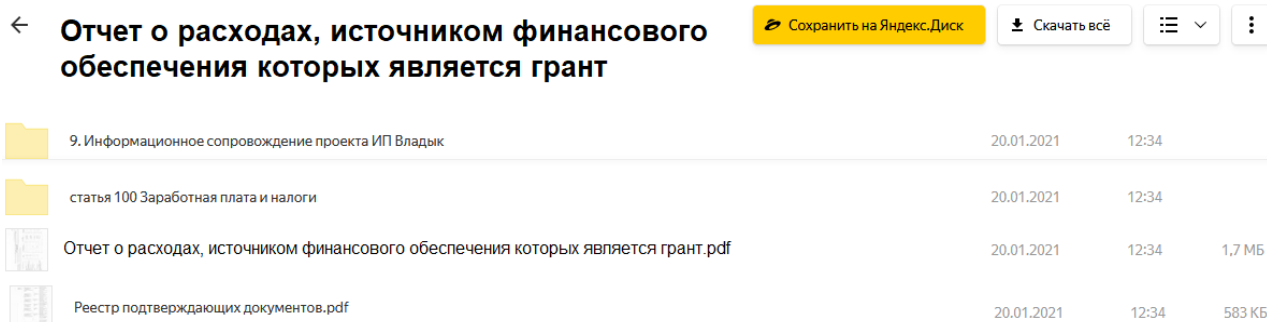 Отчет о расходах, источником финансового
обеспечения которых является грант
Сохранить на Яндекс.Диск
Скачать всё
9. Информационное сопровождение проекта ИП Владык 20.01.2021 12:34
статья 100 Заработная плата и налоги 20.01.2021 12:34
Отчет о расходах, источником финансового обеспечения которых является грант.pdf 20.01.2021 12:34 1,7 МБ
Реестр подтверждающих документов.pdf 20.01.2021 12:34 583 КБ